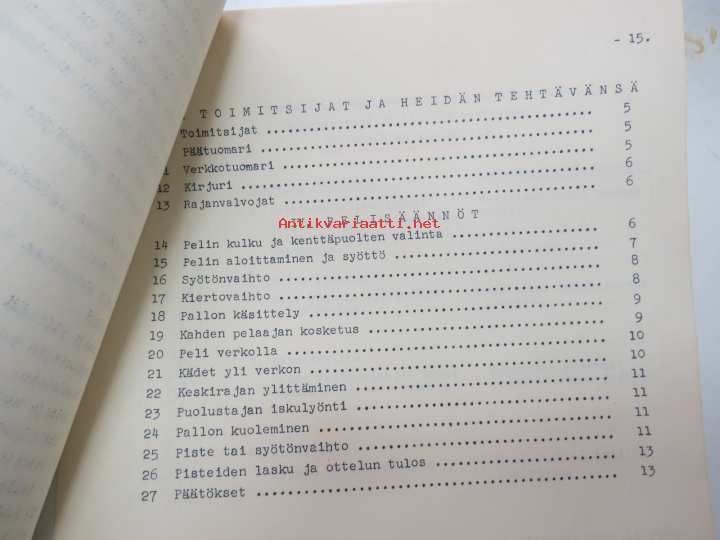 - 15.
. TOIMITSIJAT JA HEIDÄN TEHTÄVÄNSÄ
Toimitsijat 5
Päätuomari 5
11 Verkkotuomari 5
12 Kirjuri 6
13 Rajanvalvojat 6
PELISÄÄNNÖT
Antikvariaatti.net
14 Pelin kulku ja kenttäpuolten valinta 6
15 Pelin aloittaminen ja syöttö 7
16 Syötönvaihto 8
17 Kiertovaihto 8
18 Pallon käsittely 9
19 Kahden pelaajan kosketus 9
20 Peli verkolla 10
21 Kädet yli verkon 10
22 Keskirajan ylittäminen 11
23 Puolustajan iskulyönti 11
24 Pallon kuoleminen 11
25 Piste tai syötönvaihto 11
26 Pisteiden lasku ja ottelun tulos 13
27 Päätökset 13